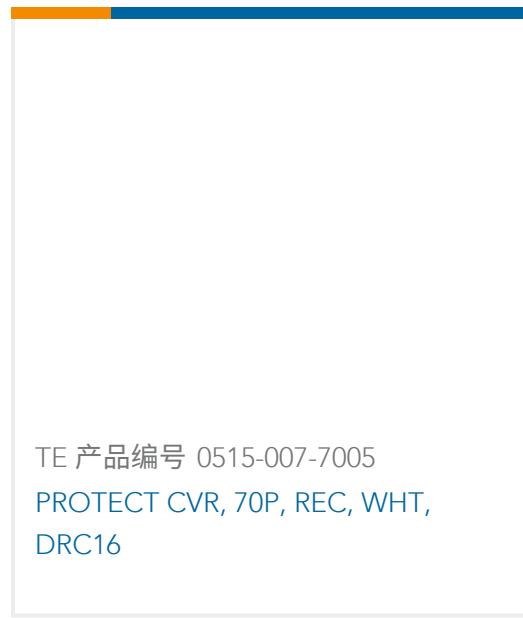 TE 产品编号 0515-007-7005
PROTECT CVR, 70P, REC, WHT,
DRC16